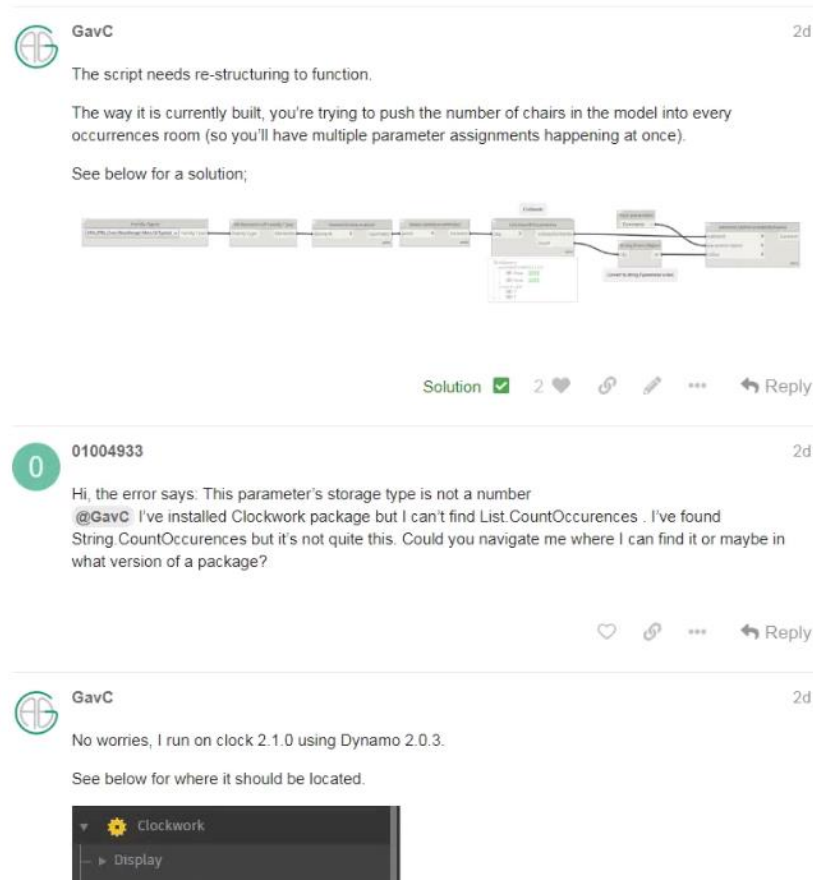 GavC
2d
The script needs re-structuring to function.
The way it is currently built, you're trying to push the number of chairs in the model into every
occurrences room (so you'll have multiple parameter assignments happening at once).
See below for a solution;
Solution
2
Reply
0
01004933
2d
Hi, the error says: This parameter's storage type is not a number
@GavC I've installed Clockwork package but I can't find List.CountOccurences . I've found
String.CountOccurences but it's not quite this. Could you navigate me where I can find it or maybe in
what version of a package?
Reply
GavC
2d
No worries, I run on clock 2.1.0 using Dynamo 2.0.3.
See below for where it should be located.
Clockwork
Display